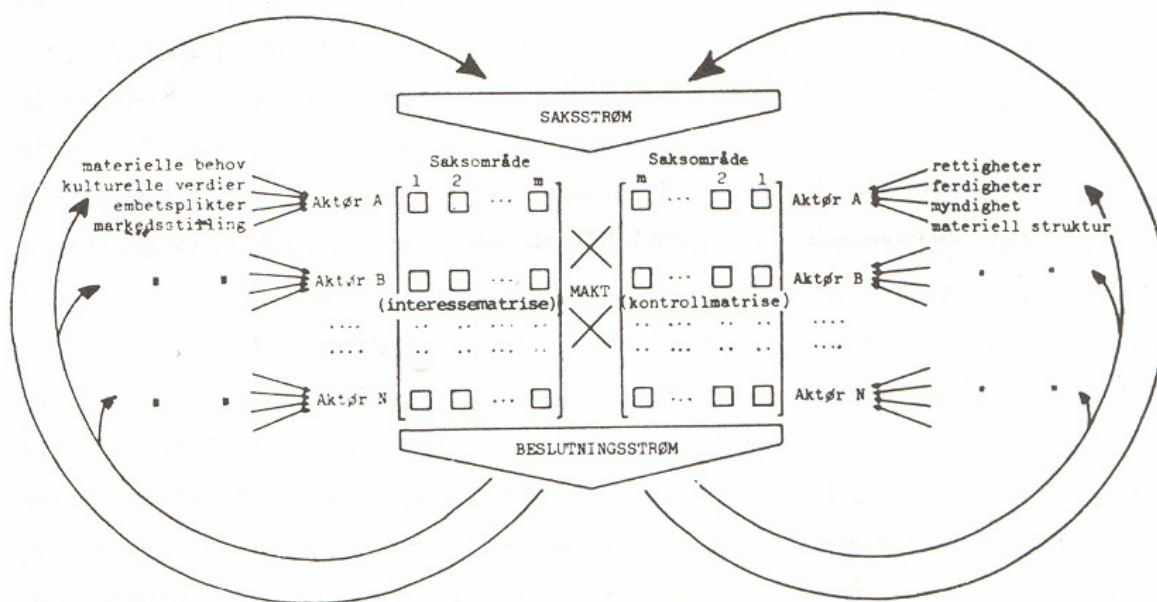 SAKSSTRØM
Saksområde Saksområde
materielle behov
kulturelle verdier
embetsplikter
markedsstilling
1 2 m m 2 1
rettigheter
ferdigheter
myndighet
materiell struktur
Aktør A ... ... Aktør A
Aktør B ... ... Aktør B
(interessematrise) MAKT (kontrollmatrise)
Aktør N ... ... Aktør N
BESLUTNINGSSTRØM